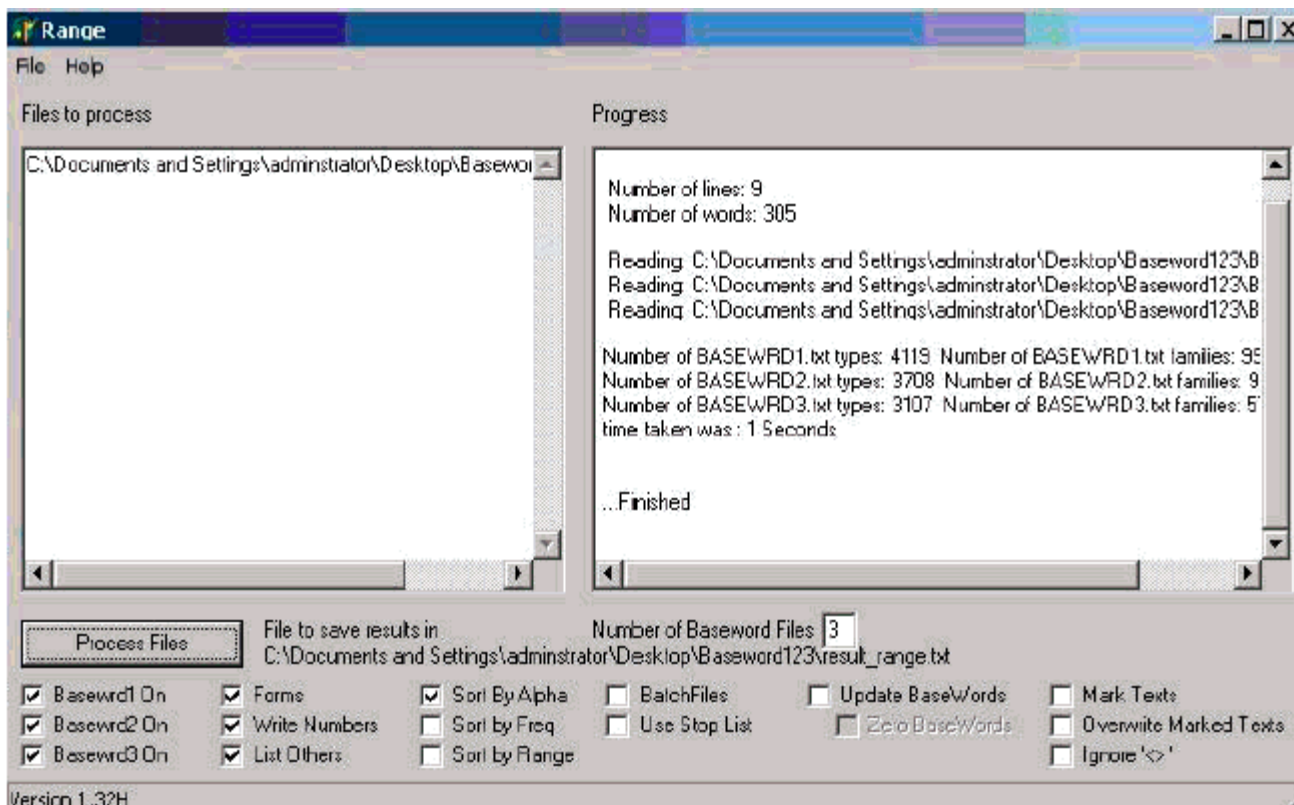 Range
File Help
Files to process
C:\Documents and Settings\adminstrator\Desktop\Basewor
Progress
Number of lines: 9
Number of words: 305
Reading: C:\Documents and Settings\adminstrator\Desktop\Baseword123\B
Reading: C:\Documents and Settings\adminstrator\Desktop\Baseword123\B
Reading: C:\Documents and Settings\adminstrator\Desktop\Baseword123\B
Number of BASEWRD1.txt types: 4119 Number of BASEWRD1.txt families: 99
Number of BASEWRD2.txt types: 3708 Number of BASEWRD2.txt families: 9
Number of BASEWRD3.txt types: 3107 Number of BASEWRD3.txt families: 5
time taken was : 1 Seconds
...Finished
Process Files
File to save results in
C:\Documents and Settings\adminstrator\Desktop\Baseword123\result_range.txt
Number of Baseword Files 3
Basewrd1 On Forms Sort By Alpha BatchFiles Update BaseWords Mark Texts
Basewrd2 On Write Numbers Sort by Freq Use Stop List Zero BaseWords Overwrite Marked Texts
Basewrd3 On List Others Sort by Range Ignore '<>'
Version 1.32H